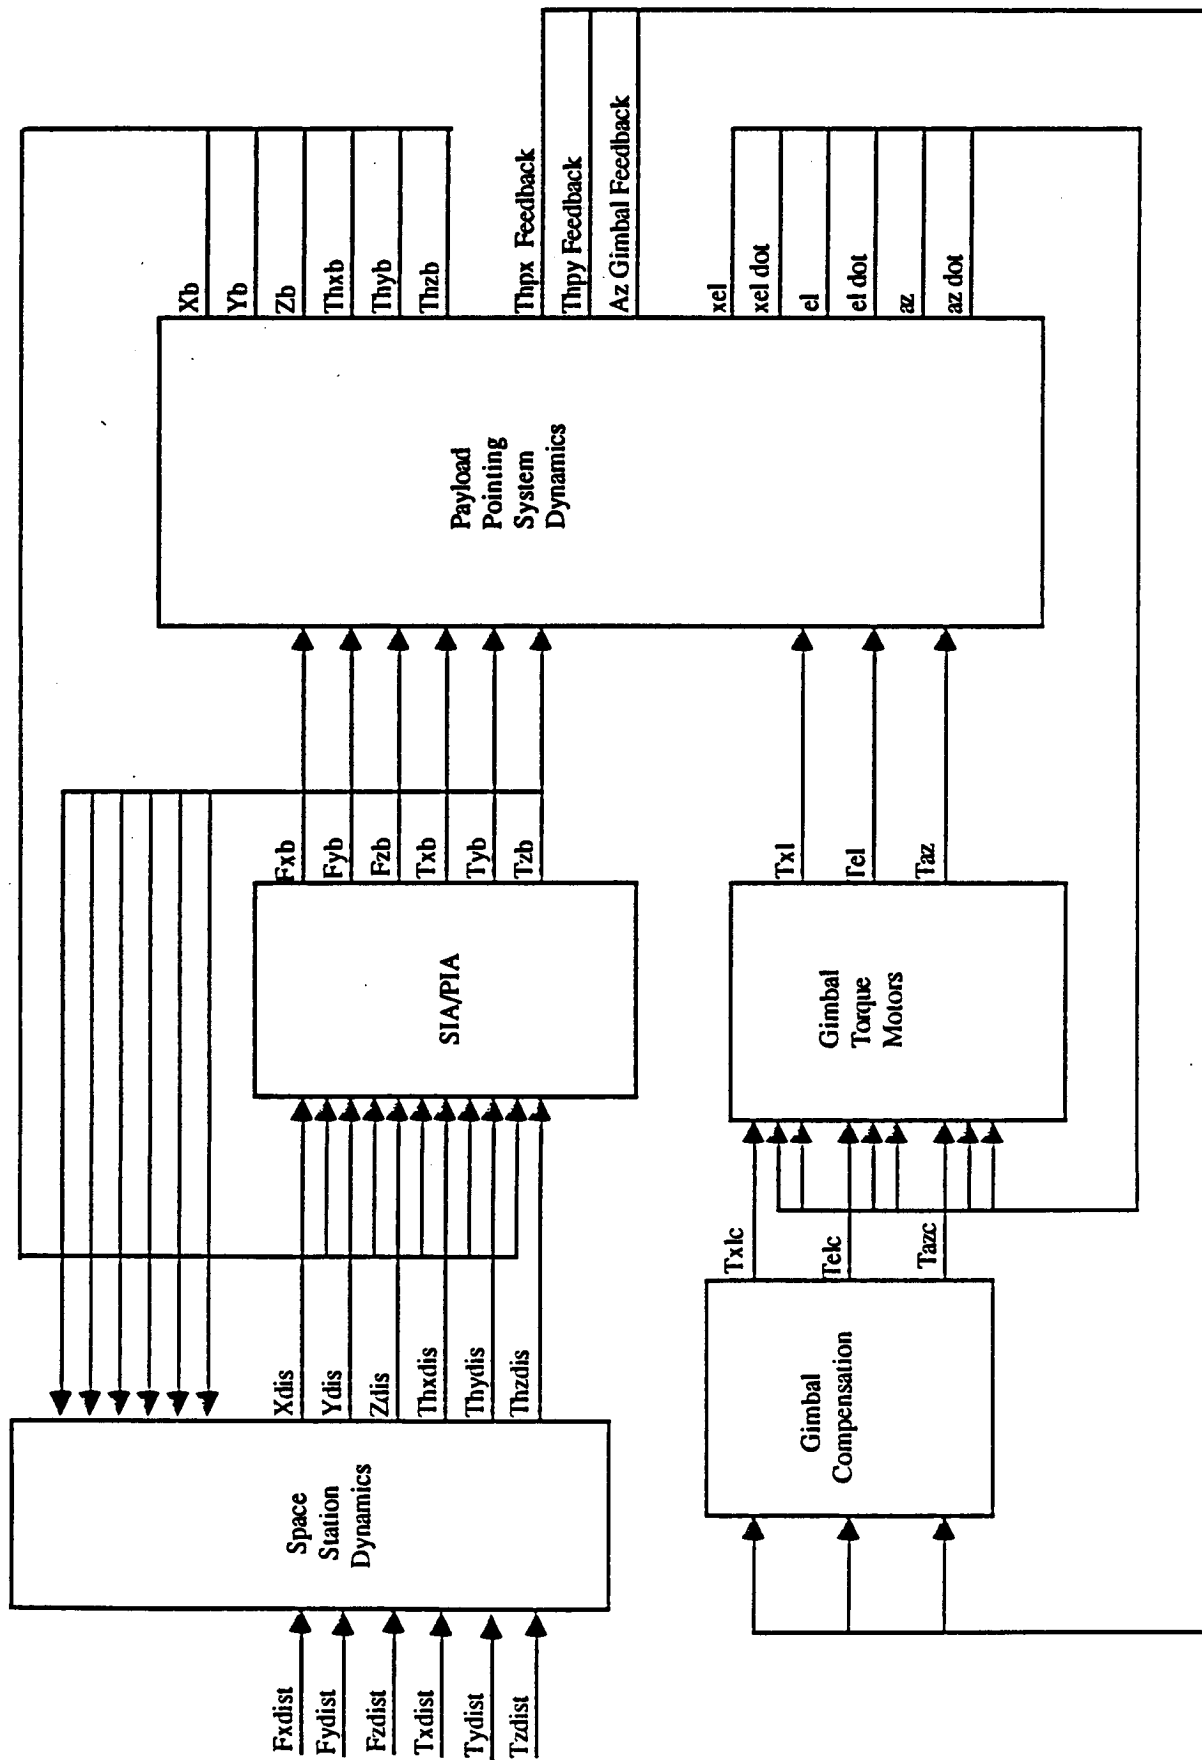 Fxdist
Fydist
Fzdist
Txdist
Tydist
Tzdist
Space
Station
Dynamics
Xdis
Ydis
Zdis
Thxdis
Thydis
Thzdis
SIA/PIA
Fxb
Fyb
Fzb
Txb
Tyb
Tzb
Payload
Pointing
System
Dynamics
Xb
Yb
Zb
Thxb
Thyb
Thzb
Thpx Feedback
Thpy Feedback
Az Gimbal Feedback
xel
xel dot
el
el dot
az
az dot
Gimbal
Compensation
Txlc
Telc
Tazc
Gimbal
Torque
Motors
Txl
Tel
Taz